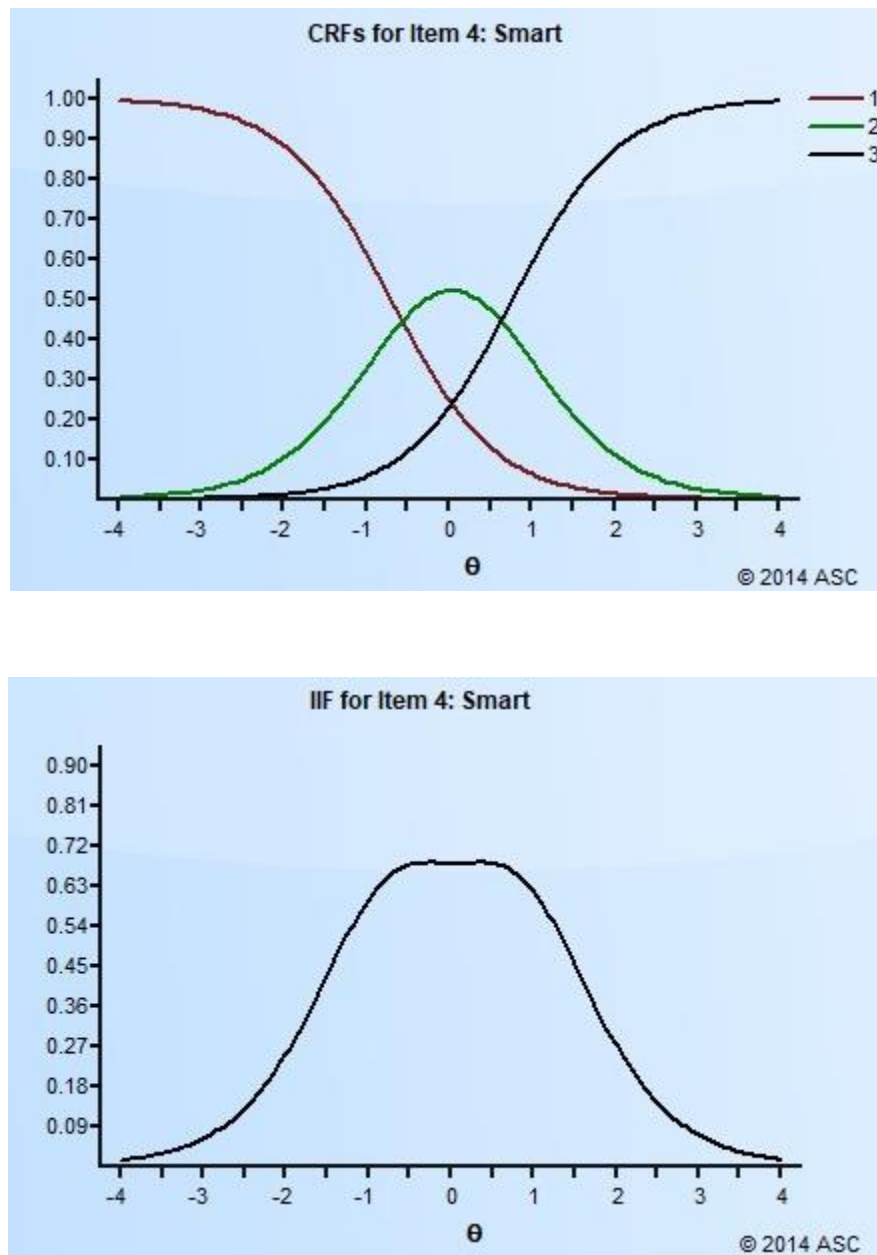 CRFs for Item 4: Smart
1.00
1
0.90
2
0.80
3
0.70
0.60
0.50
0.40
0.30
0.20
0.10
-4 -3 -2 -1 0 1 2 3 4
θ
© 2014 ASC
IIF for Item 4: Smart
0.90
0.81
0.72
0.63
0.54
0.45
0.36
0.27
0.18
0.09
-4 -3 -2 -1 0 1 2 3 4
θ
© 2014 ASC